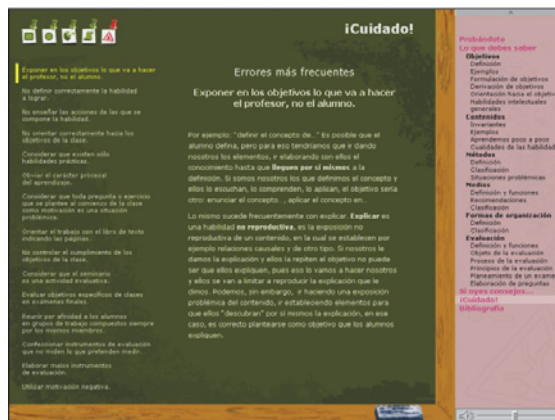 ¡Cuidado!
Exponer en los objetivos lo que va a hacer
el profesor, no el alumno.
No definir correctamente la habilidad
a lograr.
No enseñar las acciones de las que se
compone la habilidad.
No orientar correctamente hacia los
objetivos de la clase.
Considerar que existen sólo
habilidades prácticas.
Obviar el carácter procesal
del aprendizaje.
Considerar que toda pregunta o ejercicio
que se plantee al comienzo de la clase
como motivación es una situación
problémica.
Orientar el trabajo con el libro de texto
indicando las páginas.
No controlar el cumplimiento de los
objetivos de la clase.
Considerar que el seminario
es una actividad evaluativa.
Evaluar objetivos específicos de clases
en exámenes finales.
Reunir por afinidad a los alumnos
en grupos de trabajo compuestos siempre
por los mismos miembros.
Confeccionar instrumentos de evaluación
que no miden lo que pretenden medir.
Elaborar malos instrumentos
de evaluación.
Utilizar motivación negativa.
Errores más frecuentes
Exponer en los objetivos lo que va a hacer
el profesor, no el alumno.
Por ejemplo: "definir el concepto de..." Es posible que el
alumno defina, pero para eso tendríamos que ir dando
nosotros los elementos, ir elaborando con ellos el
conocimiento hasta que lleguen por sí mismos a la
definición. Si somos nosotros los que definimos el concepto y
ellos lo escuchan, lo comprenden, lo aplican, el objetivo sería
otro: enunciar el concepto..., aplicar el concepto en...
Lo mismo sucede frecuentemente con explicar. Explicar es
una habilidad no reproductiva, es la exposición no
reproductiva de un contenido, en la cual se establecen por
ejemplo relaciones causales y de otro tipo. Si nosotros le
damos la explicación y ellos la repiten el objetivo no puede
ser que ellos expliquen, pues eso lo vamos a hacer nosotros
y ellos se van a limitar a reproducir la explicación que le
dimos. Podemos, sin embargo, ir haciendo una exposición
problémica del contenido, ir estableciendo elementos para
que ellos "descubran" por sí mismos la explicación, en ese
caso, es correcto plantearse como objetivo que los alumnos
expliquen.
Probándote
Lo que debes saber
Objetivos
Definición
Ejemplos
Formulación de objetivos
Derivación de objetivos
Orientación hacia el objetivo
Habilidades intelectuales
generales
Contenidos
Invariantes
Ejemplos
Aprendemos poco a poco
Cualidades de las habilidad
Métodos
Definición
Clasificación
Situaciones problémicas
Medios
Definición y funciones
Recomendaciones
Clasificación
Formas de organización
Definición
Clasificación
Evaluación
Definición y funciones
Objeto de la evaluación
Proceso de la evaluación
Principios de la evaluación
Planeamiento de un examen
Elaboración de preguntas
Si oyes consejos...
¡Cuidado!
Bibliografía